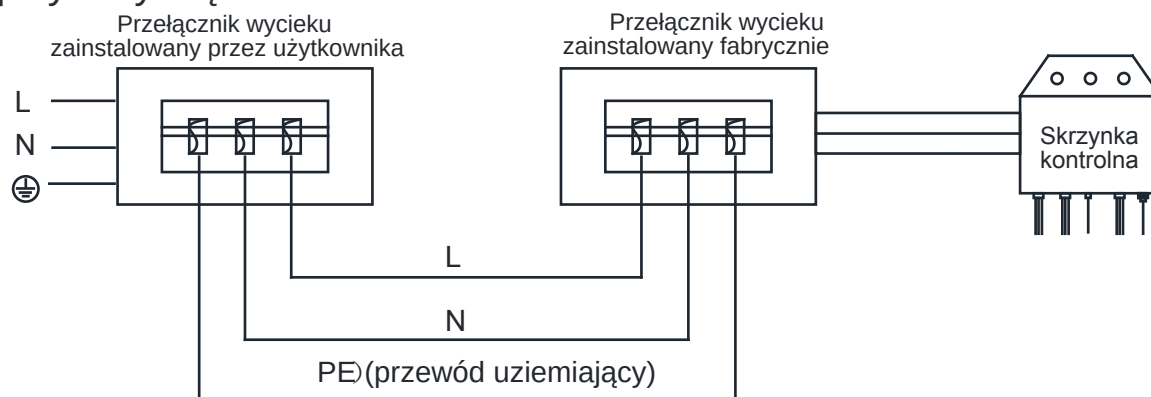 Przełącznik wycieku
zainstalowany przez użytkownika
Przełącznik wycieku
zainstalowany fabrycznie
L
N
Skrzynka
kontrolna
L
N
PE)(przewód uziemiający)